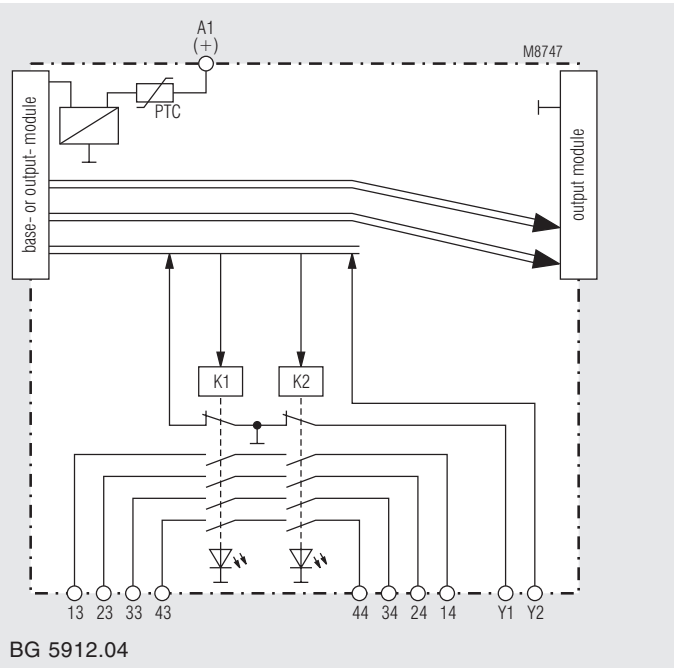 A1
(+)
M8747
PTC
base- or output- module
output module
K1
K2
13 23 33 43 44 34 24 14 Y1 Y2
BG 5912.04